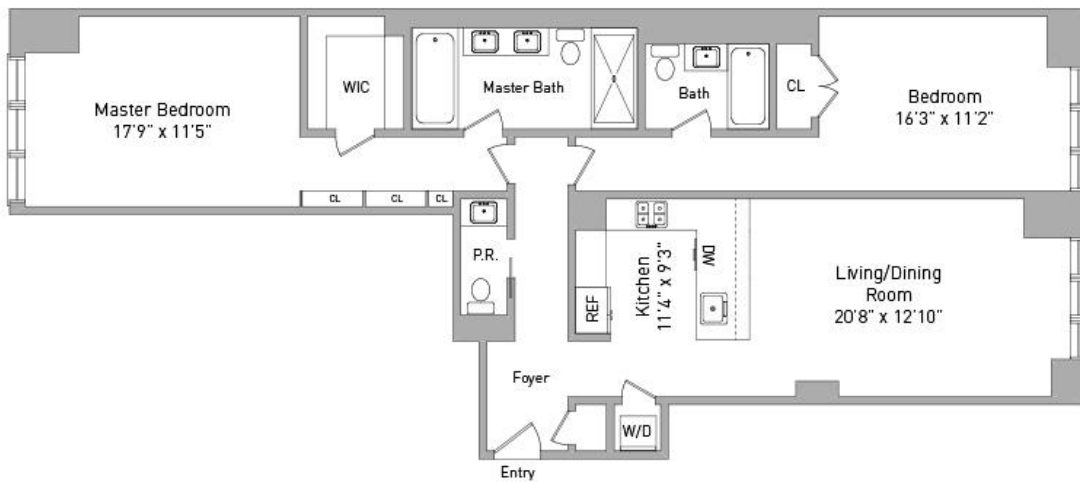 Master Bedroom
17'9" x 11'5"
WIC
Master Bath
Bath
CL
Bedroom
16'3" x 11'2"
CL
CL
CL
P.R.
REF
Kitchen
11'4" x 9'3"
DW
Living/Dining
Room
20'8" x 12'10"
Foyer
W/D
Entry